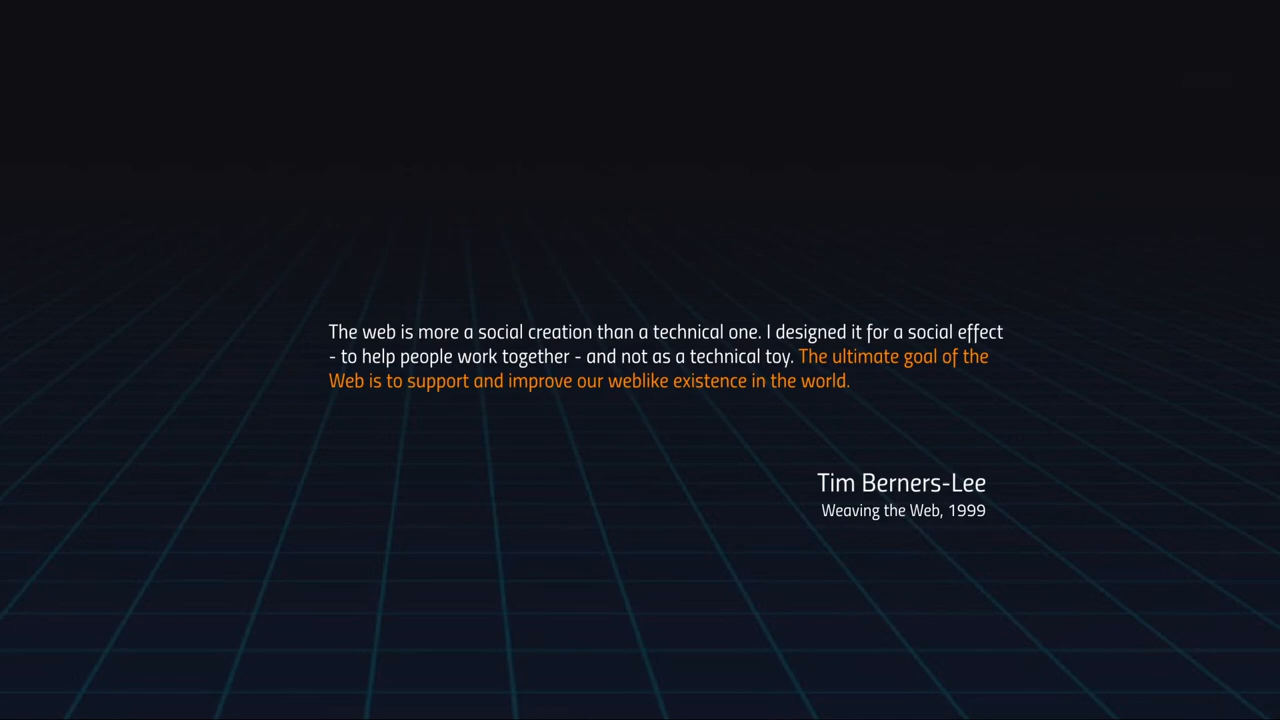 The web is more a social creation than a technical one. I designed it for a social effect
- to help people work together - and not as a technical toy. The ultimate goal of the
Web is to support and improve our weblike existence in the world.
Tim Berners-Lee
Weaving the Web, 1999